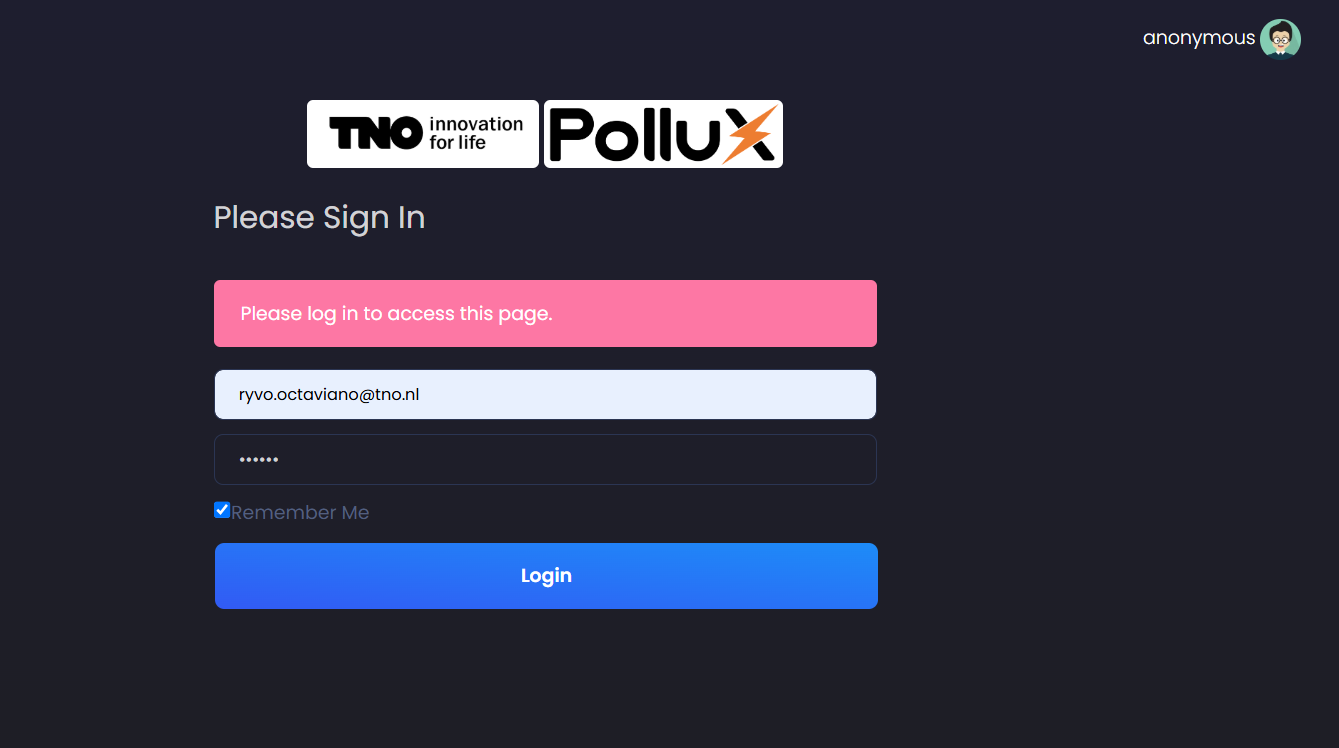 anonymous
TNO innovation
for life
Pollux
Please Sign In
Please log in to access this page.
ryvo.octaviano@tno.nl
••••••
Remember Me
Login